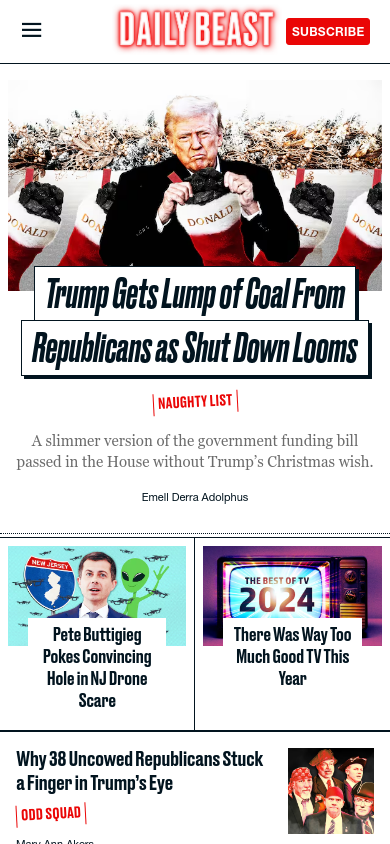 DAILY BEAST
SUBSCRIBE
DONALD
DONALD
DONALD
DONALD
Trump Gets Lump of Coal From
Republicans as Shut Down Looms
NAUGHTY LIST
A slimmer version of the government funding bill
passed in the House without Trump’s Christmas wish.
Emell Derra Adolphus
NEW JERSEY
Pete Buttigieg
Pokes Convincing
Hole in NJ Drone
Scare
THE BEST OF TV
2024
There Was Way Too
Much Good TV This
Year
Why 38 Uncowed Republicans Stuck
a Finger in Trump’s Eye
ODD SQUAD
Mary Ann Akers